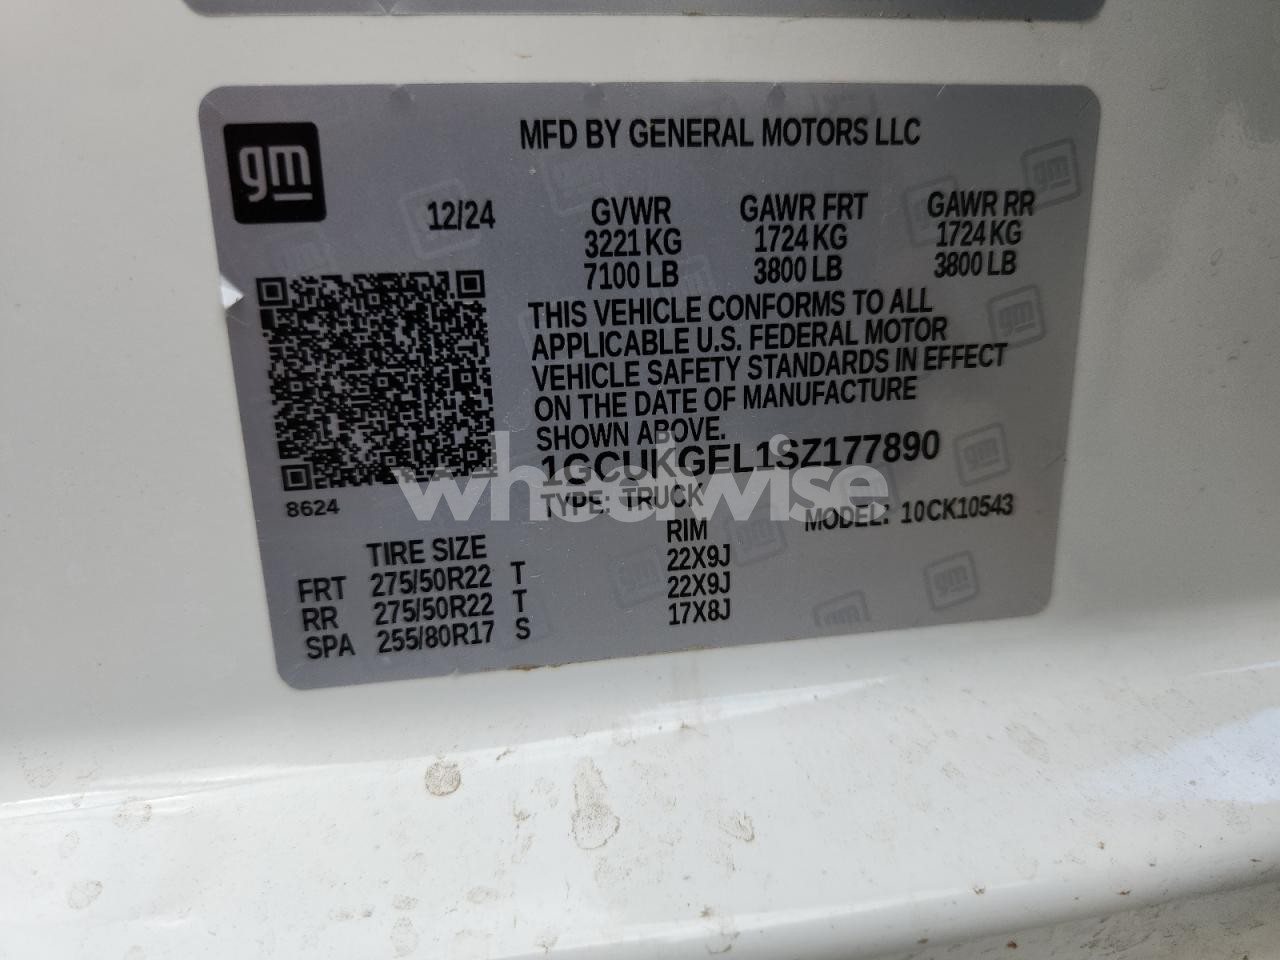 MFD BY GENERAL MOTORS LLC
gm
12/24 GVWR GAWR FRT GAWR RR
3221 KG 1724 KG 1724 KG
7100 LB 3800 LB 3800 LB
THIS VEHICLE CONFORMS TO ALL
APPLICABLE U.S. FEDERAL MOTOR
VEHICLE SAFETY STANDARDS IN EFFECT
ON THE DATE OF MANUFACTURE
SHOWN ABOVE.
1GCUKGEL1SZ177890
wheelwise
8624 TYPE: TRUCK MODEL: 10CK10543
TIRE SIZE RIM
FRT 275/50R22 T 22X9J
RR 275/50R22 T 22X9J
SPA 255/80R17 S 17X8J